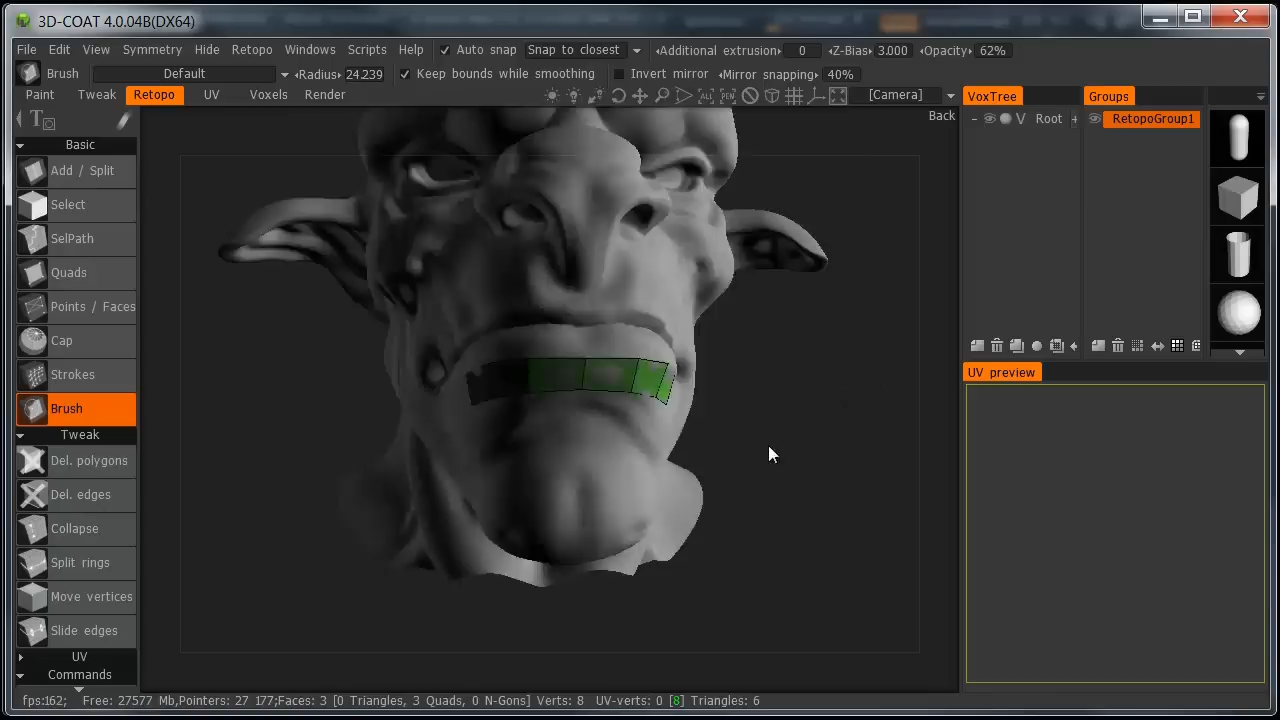 3D-COAT 4.0.04B(DX64)
File Edit View Symmetry Hide Retopo Windows Scripts Help Auto snap Snap to closest Additional extrusion 0 Z-Bias 3.000 Opacity 62%
Brush Default Radius 24.239 Keep bounds while smoothing Invert mirror Mirror snapping 40%
Paint Tweak Retopo UV Voxels Render ALL PEN [Camera] VoxTree Groups
T Back V Root RetopoGroup1
Basic
Add / Split
Select
SelPath
Quads
Points / Faces
Cap
Strokes
UV preview
Brush
Tweak
Del. polygons
Del. edges
Collapse
Split rings
Move vertices
Slide edges
UV
Commands
fps:162; Free: 27577 Mb,Pointers: 27 177;Faces: 3 [0 Triangles, 3 Quads, 0 N-Gons] Verts: 8 UV-verts: 0 [8] Triangles: 6